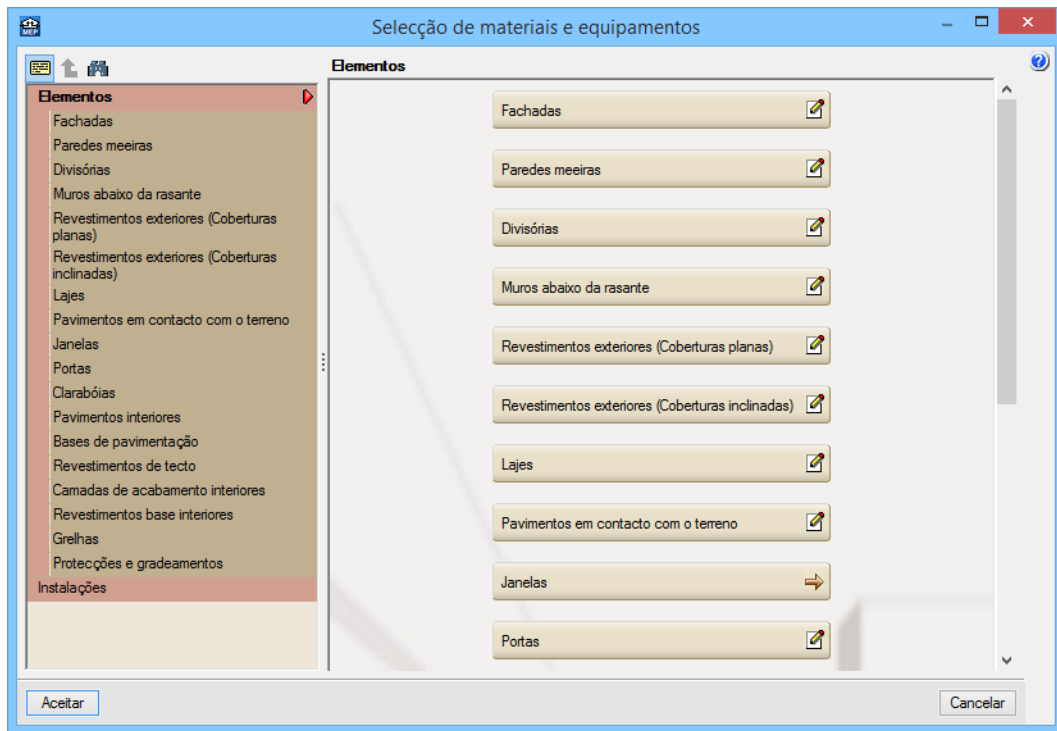 MEP
Selecção de materiais e equipamentos
Elementos
Fachadas
Paredes meeiras
Divisórias
Muros abaixo da rasante
Revestimentos exteriores (Coberturas
planas)
Revestimentos exteriores (Coberturas
inclinadas)
Lajes
Pavimentos em contacto com o terreno
Janelas
Portas
Clarabóias
Pavimentos interiores
Bases de pavimentação
Revestimentos de tecto
Camadas de acabamento interiores
Revestimentos base interiores
Grelhas
Protecções e gradeamentos
Instalações
Elementos
Fachadas
Paredes meeiras
Divisórias
Muros abaixo da rasante
Revestimentos exteriores (Coberturas planas)
Revestimentos exteriores (Coberturas inclinadas)
Lajes
Pavimentos em contacto com o terreno
Janelas
Portas
Aceitar
Cancelar